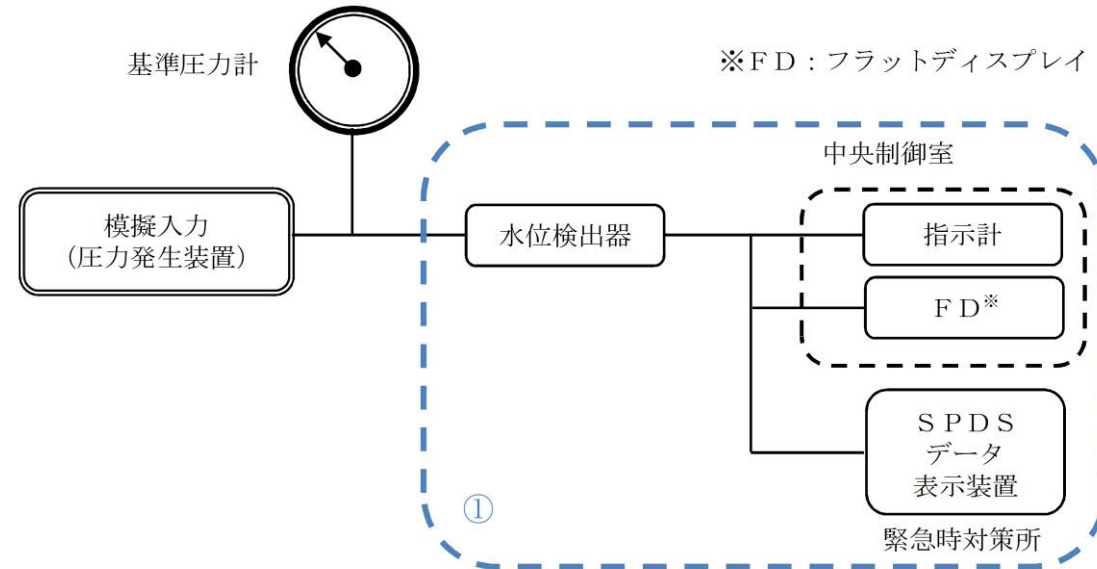 基準圧力計
※ＦＤ：フラットディスプレイ
中央制御室
模擬入力
（圧力発生装置）
水位検出器
指示計
ＦＤ※
ＳＰＤＳ
データ
表示装置
①
緊急時対策所